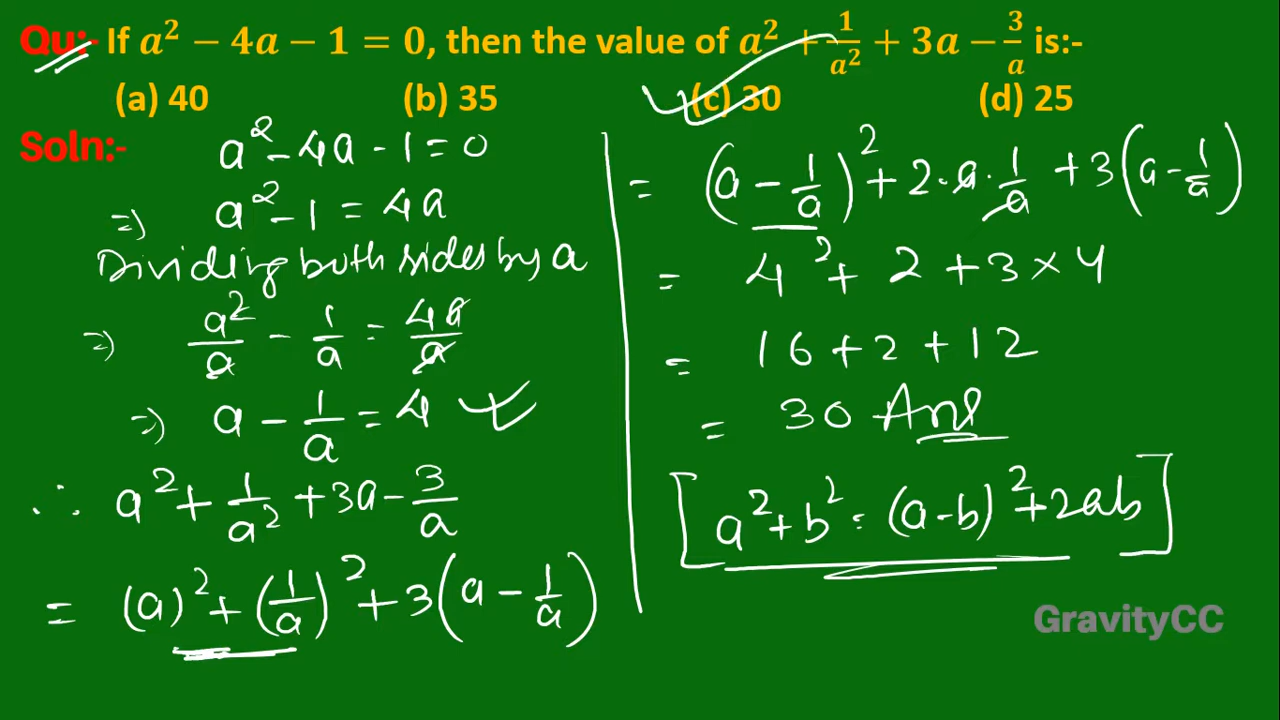 Qu:- If a² − 4a − 1 = 0, then the value of a² + 1/a² + 3a − 3/a is:-
(a) 40 (b) 35 (c) 30 (d) 25
Soln:- a² - 4a - 1 = 0
=) a² - 1 = 4a
Dividing both sides by a
=) a²/a - 1/a = 4a/a
=) a - 1/a = 4
∴ a² + 1/a² + 3a - 3/a
= (a)² + (1/a)² + 3(a - 1/a)
= (a - 1/a)² + 2·a·1/a + 3(a - 1/a)
= 4² + 2 + 3 × 4
= 16 + 2 + 12
= 30 Ans
[a² + b² = (a-b)² + 2ab]
GravityCC